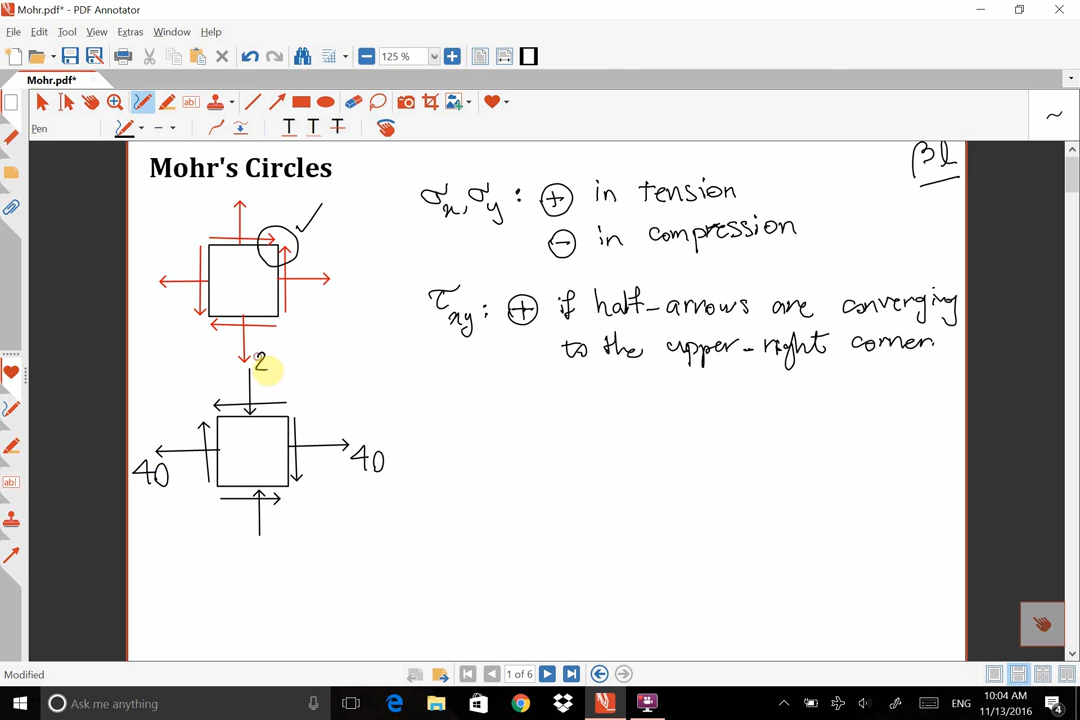 Mohr.pdf* - PDF Annotator
File Edit Tool View Extras Window Help
125 %
Mohr.pdf*
Pen
Mohr's Circles
βl
σx, σy : ⊕ in tension
⊖ in compression
τxy : ⊕ if half-arrows are converging
to the upper-right corner.
2
40
40
Modified
1 of 6
Ask me anything
ENG
10:04 AM
11/13/2016
4